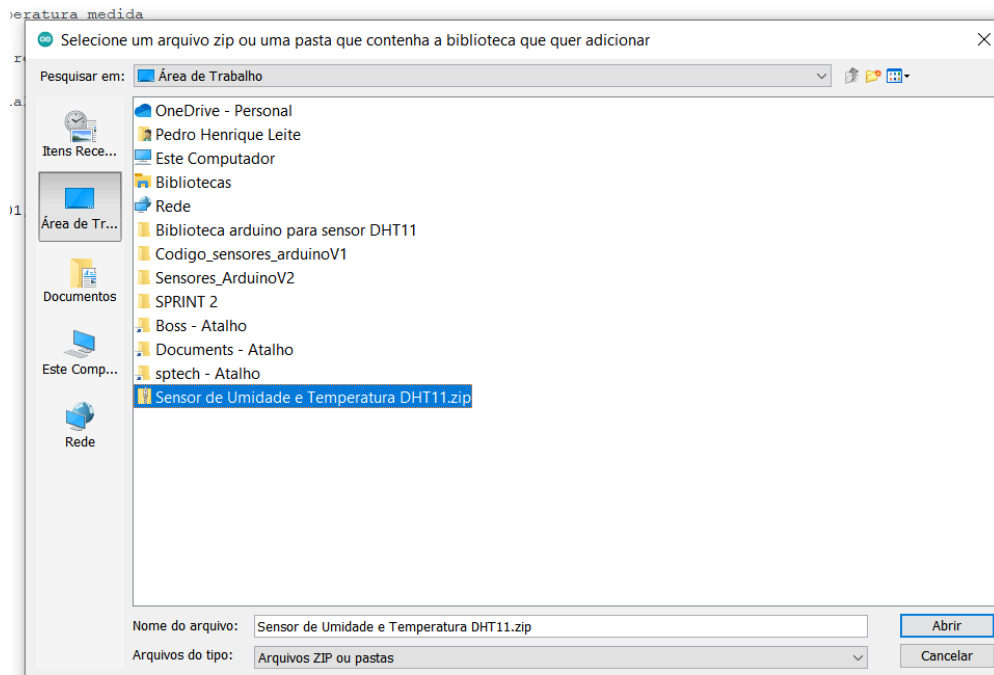 peratura medida
Selecione um arquivo zip ou uma pasta que contenha a biblioteca que quer adicionar
Pesquisar em: Área de Trabalho
OneDrive - Personal
Pedro Henrique Leite
Este Computador
Bibliotecas
Rede
Biblioteca arduino para sensor DHT11
Codigo_sensores_arduinoV1
Sensores_ArduinoV2
SPRINT 2
Boss - Atalho
Documents - Atalho
sptech - Atalho
Sensor de Umidade e Temperatura DHT11.zip
Itens Rece...
Área de Tr...
Documentos
Este Comp...
Rede
Nome do arquivo: Sensor de Umidade e Temperatura DHT11.zip Abrir
Arquivos do tipo: Arquivos ZIP ou pastas Cancelar